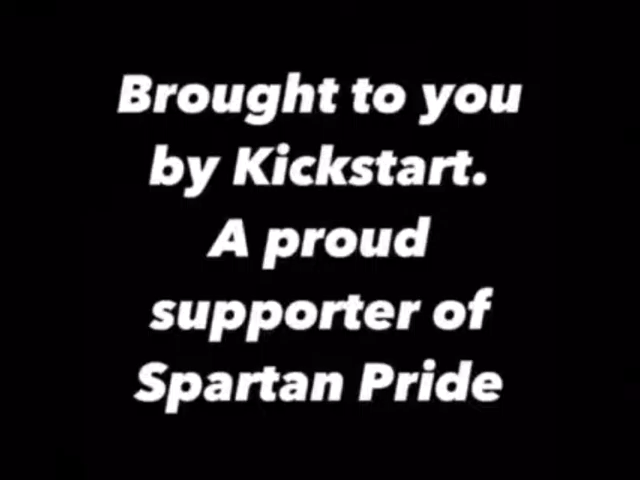 Brought to you
by Kickstart.
A proud
supporter of
Spartan Pride